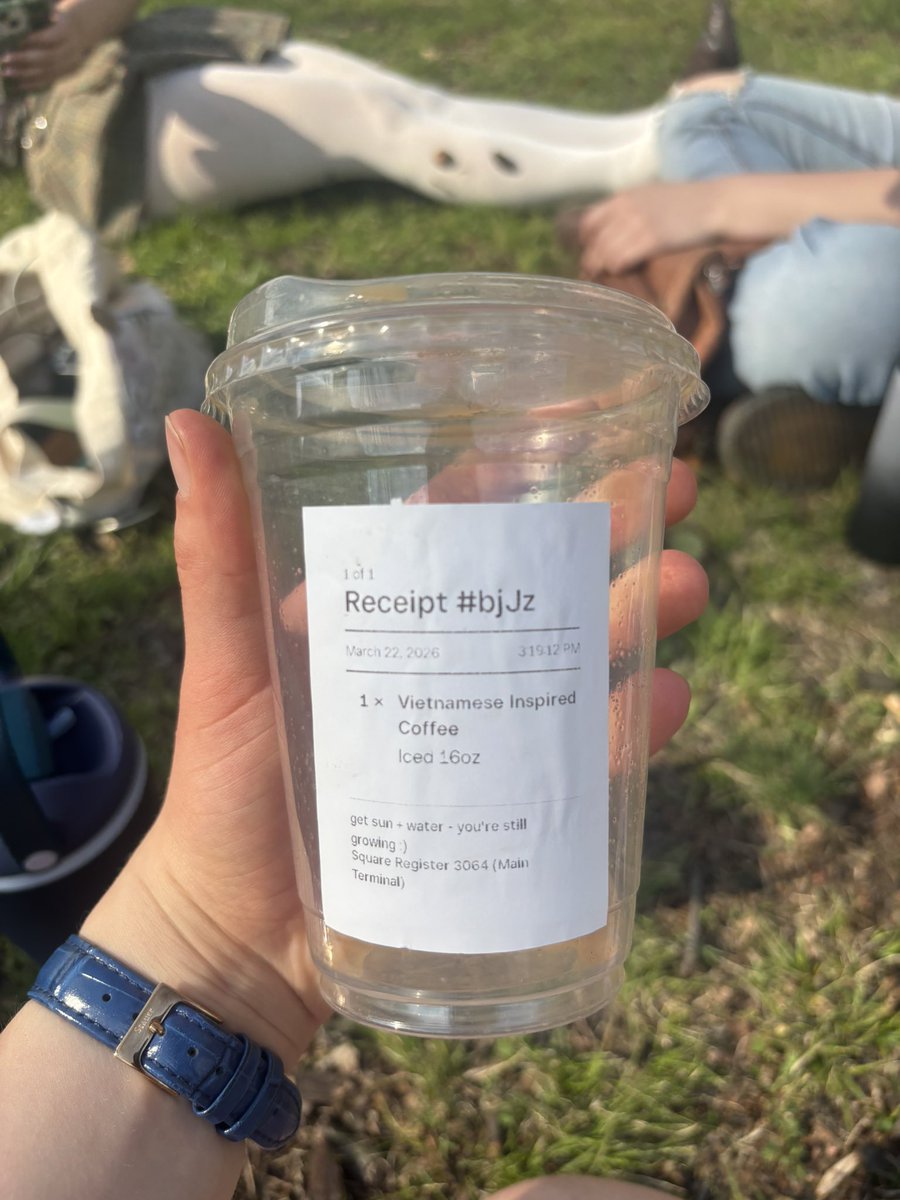 1 of 1
Receipt #bjJz
March 22, 2026 3:19:12 PM
1 × Vietnamese Inspired
Coffee
Iced 16oz
get sun + water - you're still
growing :)
Square Register 3064 (Main
Terminal)